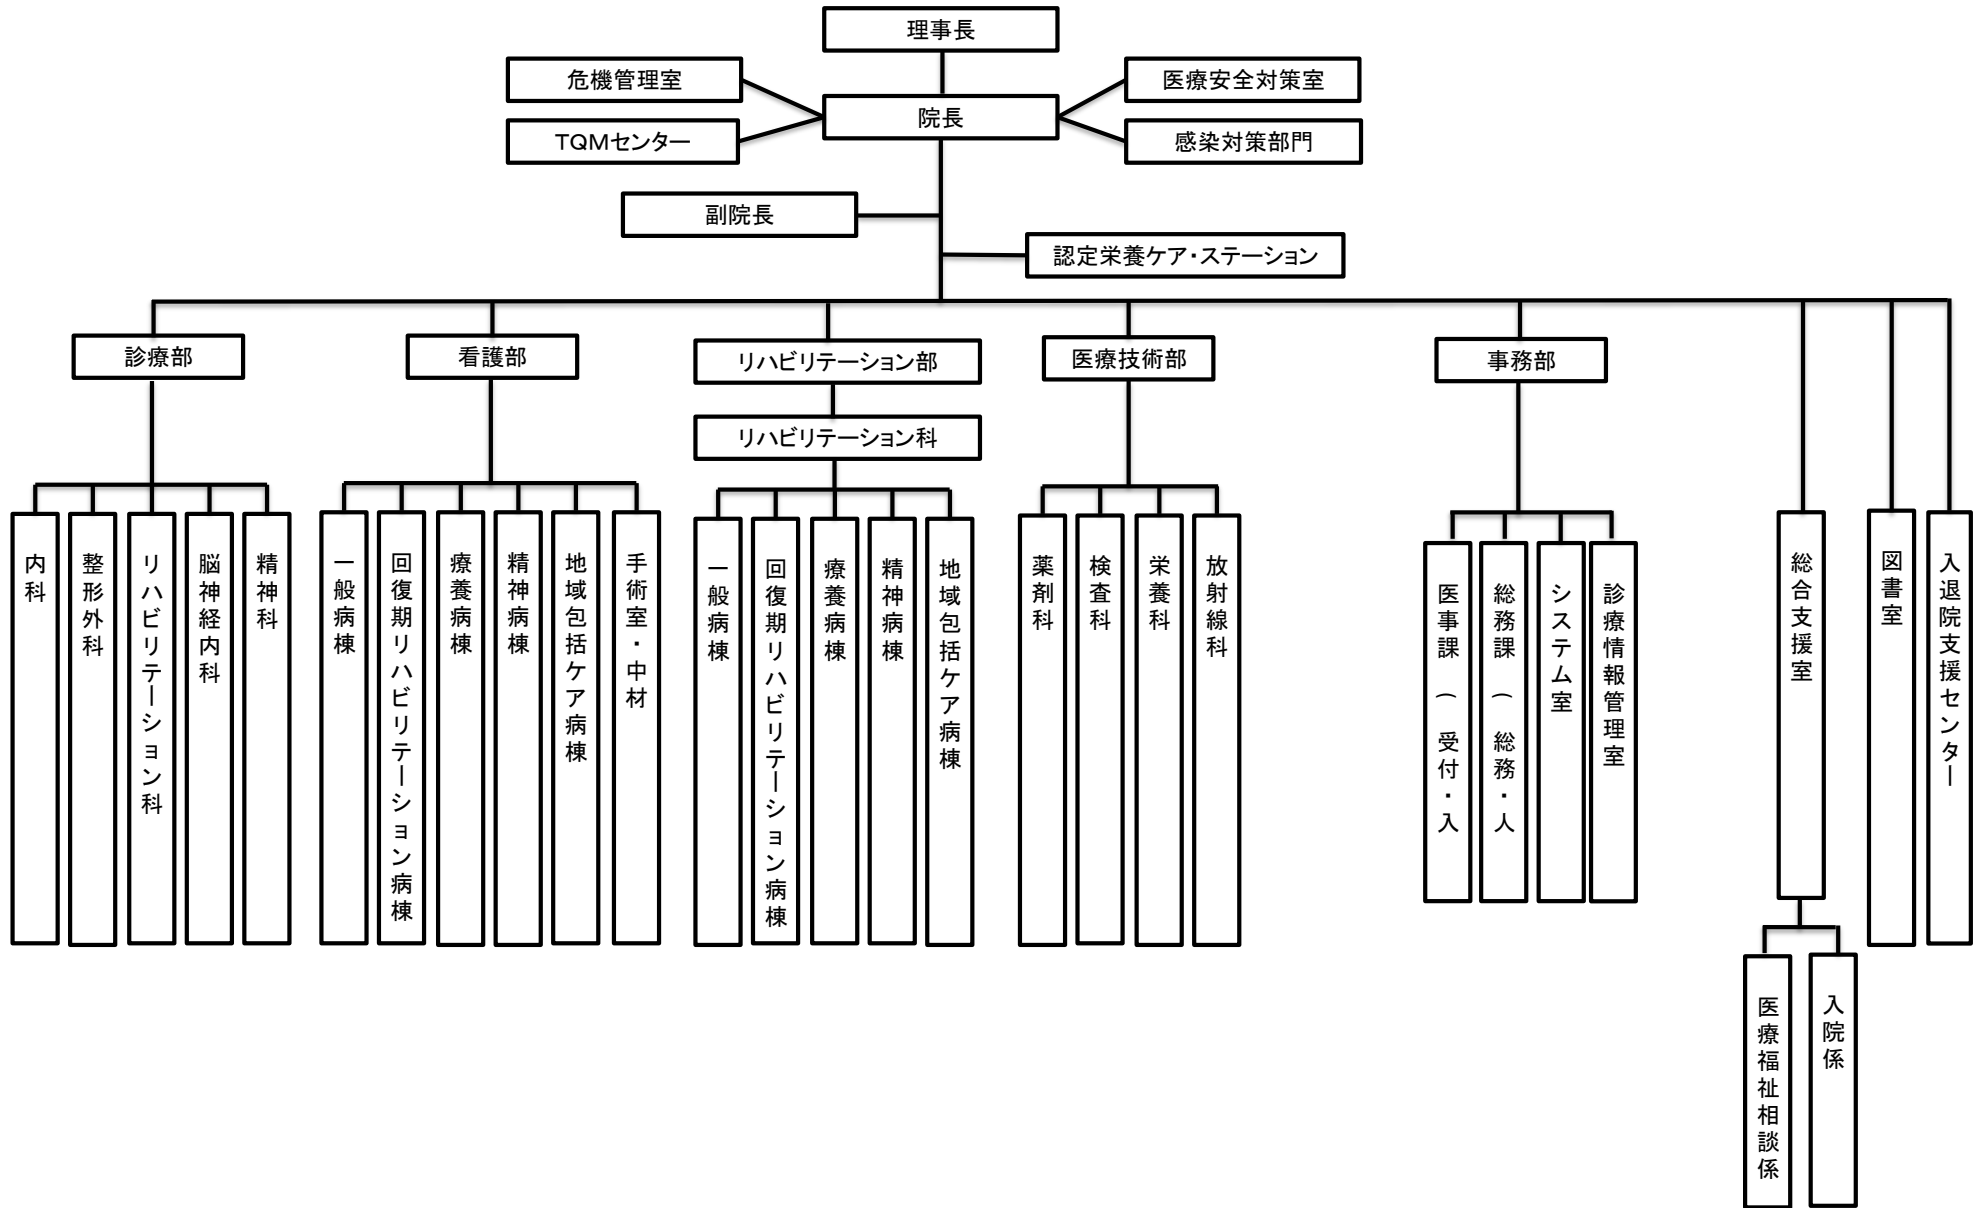 理事長
危機管理室
医療安全対策室
院長
TQMセンター
感染対策部門
副院長
認定栄養ケア・ステーション
診療部
看護部
リハビリテーション部
医療技術部
事務部
リハビリテーション科
内科
整形外科
リハビリテーション科
脳神経内科
精神科
一般病棟
回復期リハビリテーション病棟
療養病棟
精神病棟
地域包括ケア病棟
手術室・中材
一般病棟
回復期リハビリテーション病棟
療養病棟
精神病棟
地域包括ケア病棟
薬剤科
検査科
栄養科
放射線科
医事課(受付・入
総務課(総務・人
システム室
診療情報管理室
総合支援室
図書室
入退院支援センター
医療福祉相談係
入院係